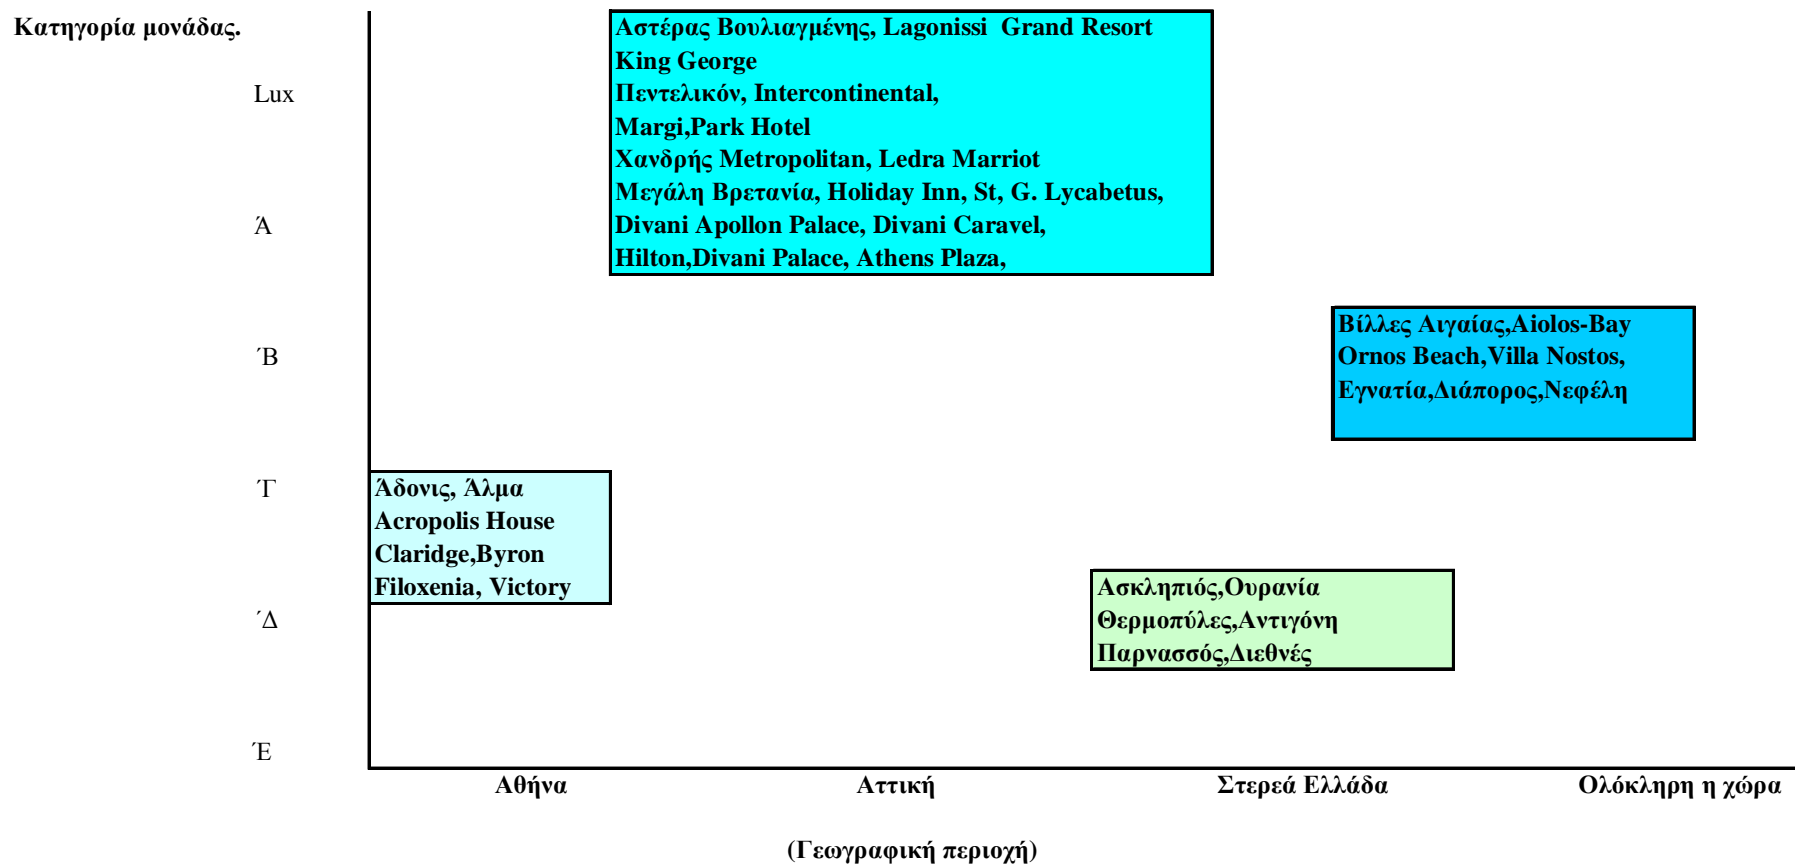 Κατηγορία μονάδας.
Αστέρας Βουλιαγμένης, Lagonissi  Grand Resort
King George
Lux
Πεντελικόν, Intercontinental,
Margi,Park Hotel
Χανδρής Metropolitan, Ledra Marriot
Μεγάλη Βρετανία, Holiday Inn, St, G. Lycabetus,
Ά
Divani Apollon Palace, Divani Caravel,
Hilton,Divani Palace, Athens Plaza,
Βίλλες Αιγαίας,Aiolos-Bay
΄Β
Ornos Beach,Villa Nostos,
Εγνατία,Διάπορος,Νεφέλη
΄Γ
Άδονις, Άλμα
Acropolis House
Claridge,Byron
Filoxenia, Victory
Ασκληπιός,Ουρανία
΄Δ
Θερμοπύλες,Αντιγόνη
Παρνασσός,Διεθνές
Έ
Αθήνα Αττική Στερεά Ελλάδα Ολόκληρη η χώρα
(Γεωγραφική περιοχή)